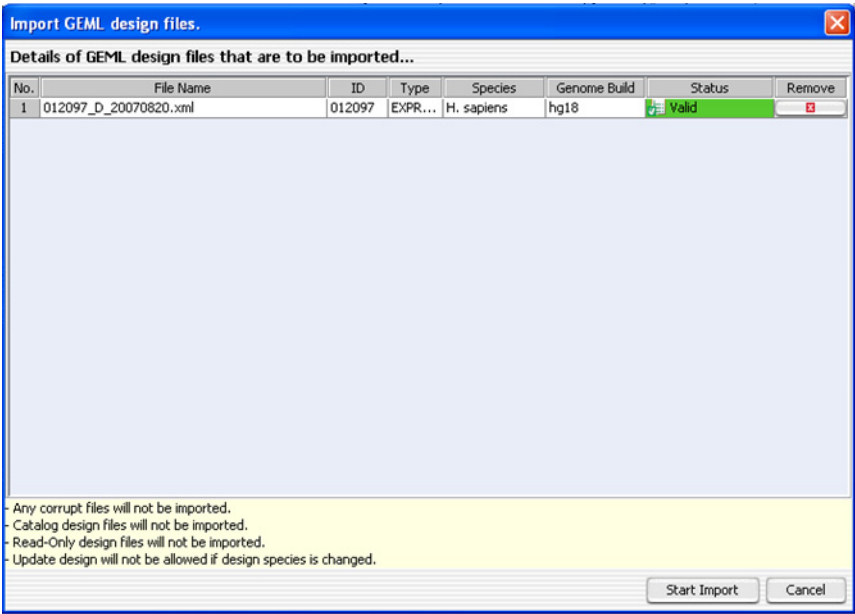 Import GEML design files.
Details of GEML design files that are to be imported...
No. File Name ID Type Species Genome Build Status Remove
1 012097_D_20070820.xml 012097 EXPR... H. sapiens hg18 Valid
- Any corrupt files will not be imported.
- Catalog design files will not be imported.
- Read-Only design files will not be imported.
- Update design will not be allowed if design species is changed.
Start Import Cancel